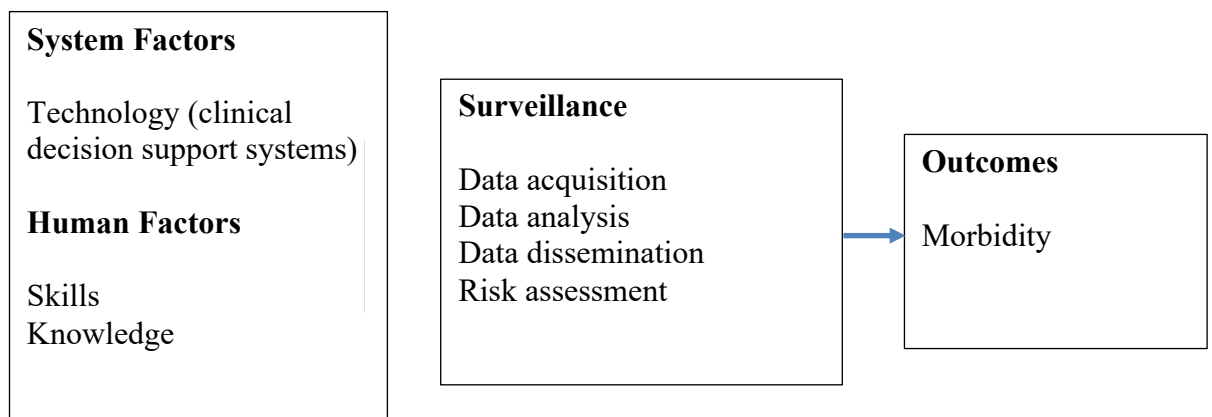 System Factors
Technology (clinical
decision support systems)
Human Factors
Skills
Knowledge
Surveillance
Data acquisition
Data analysis
Data dissemination
Risk assessment
Outcomes
Morbidity